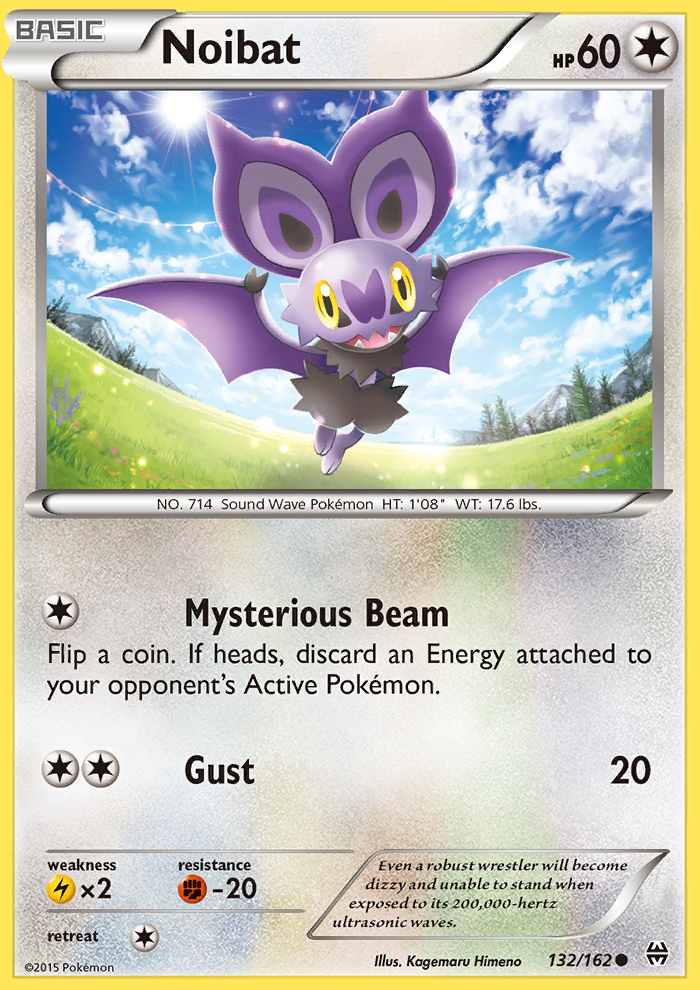 BASIC
Noibat
HP60
NO. 714 Sound Wave Pokémon HT: 1'08" WT: 17.6 lbs.
Mysterious Beam
Flip a coin. If heads, discard an Energy attached to
your opponent's Active Pokémon.
Gust 20
weakness resistance
×2 -20
Even a robust wrestler will become
dizzy and unable to stand when
exposed to its 200,000-hertz
ultrasonic waves.
retreat
©2015 Pokémon
Illus. Kagemaru Himeno 132/162